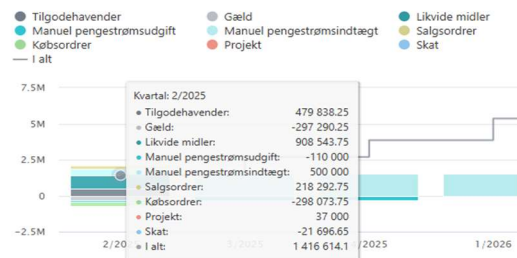 Tilgodehavender Gæld Likvide midler
Manuel pengestrømsudgift Manuel pengestrømsindtægt Salgsordrer
Købsordrer Projekt Skat
I alt
7.5M
5M
2.5M
0
-2.5M
Kvartal: 2/2025
Tilgodehavender: 479 838.25
Gæld: -297 290.25
Likvide midler: 908 543.75
Manuel pengestrømsudgift: -110 000
Manuel pengestrømsindtægt: 500 000
Salgsordrer: 218 292.75
Købsordrer: -298 073.75
Projekt: 37 000
Skat: -21 696.65
I alt: 1 416 614.1
1/2026